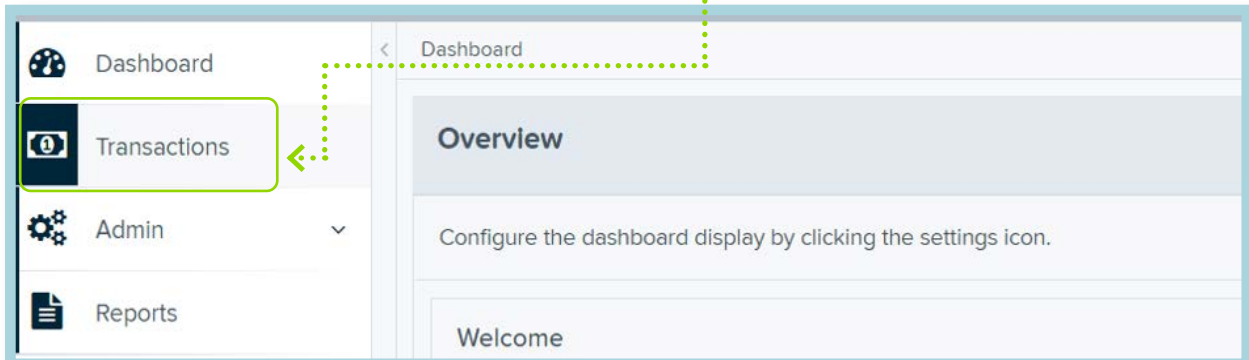 Dashboard
Transactions
Admin
Reports
Dashboard
Overview
Configure the dashboard display by clicking the settings icon.
Welcome